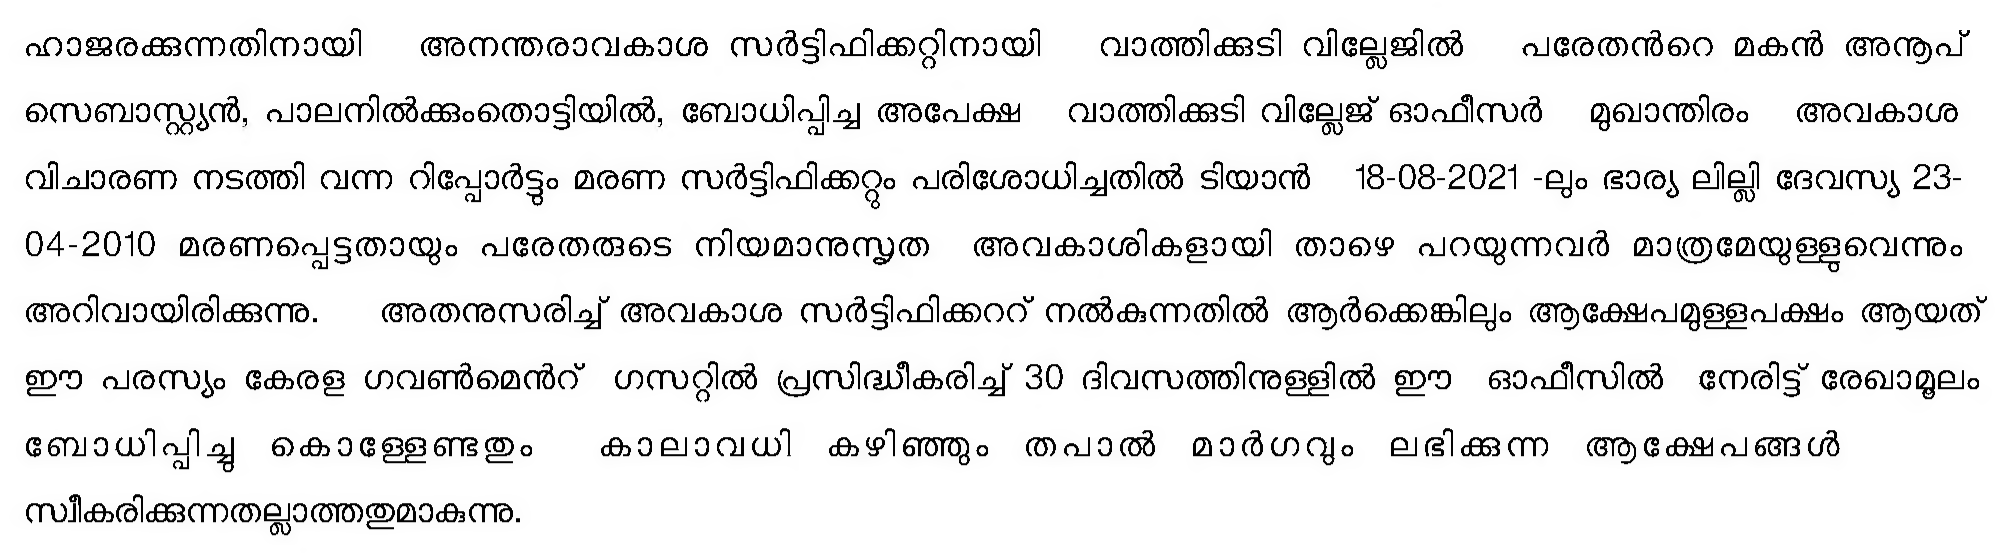 ഹാജരക്കുന്നതിനായി അനന്തരാവകാശ സർട്ടിഫിക്കറ്റിനായി വാത്തിക്കുടി വില്ലേജിൽ പരേതൻറെ മകൻ അനൂപ്
സെബാസ്റ്റ്യൻ, പാലനിൽക്കുംതൊട്ടിയിൽ, ബോധിപ്പിച്ച അപേക്ഷ വാത്തിക്കുടി വില്ലേജ് ഓഫീസർ മുഖാന്തിരം അവകാശ
വിചാരണ നടത്തി വന്ന റിപ്പോർട്ടും മരണ സർട്ടിഫിക്കറ്റും പരിശോധിച്ചതിൽ ടിയാൻ 18-08-2021 -ലും ഭാര്യ ലില്ലി ദേവസ്യ 23-
04-2010 മരണപ്പെട്ടതായും പരേതരുടെ നിയമാനുസൃത അവകാശികളായി താഴെ പറയുന്നവർ മാത്രമേയുള്ളുവെന്നും
അറിവായിരിക്കുന്നു. അതനുസരിച്ച് അവകാശ സർട്ടിഫിക്കററ് നൽകുന്നതിൽ ആർക്കെങ്കിലും ആക്ഷേപമുള്ളപക്ഷം ആയത്
ഈ പരസ്യം കേരള ഗവൺമെൻറ് ഗസറ്റിൽ പ്രസിദ്ധീകരിച്ച് 30 ദിവസത്തിനുള്ളിൽ ഈ ഓഫീസിൽ നേരിട്ട് രേഖാമൂലം
ബോധിപ്പിച്ചു കൊള്ളേണ്ടതും കാലാവധി കഴിഞ്ഞും തപാൽ മാർഗവും ലഭിക്കുന്ന ആക്ഷേപങ്ങൾ
സ്വീകരിക്കുന്നതല്ലാത്തതുമാകുന്നു.